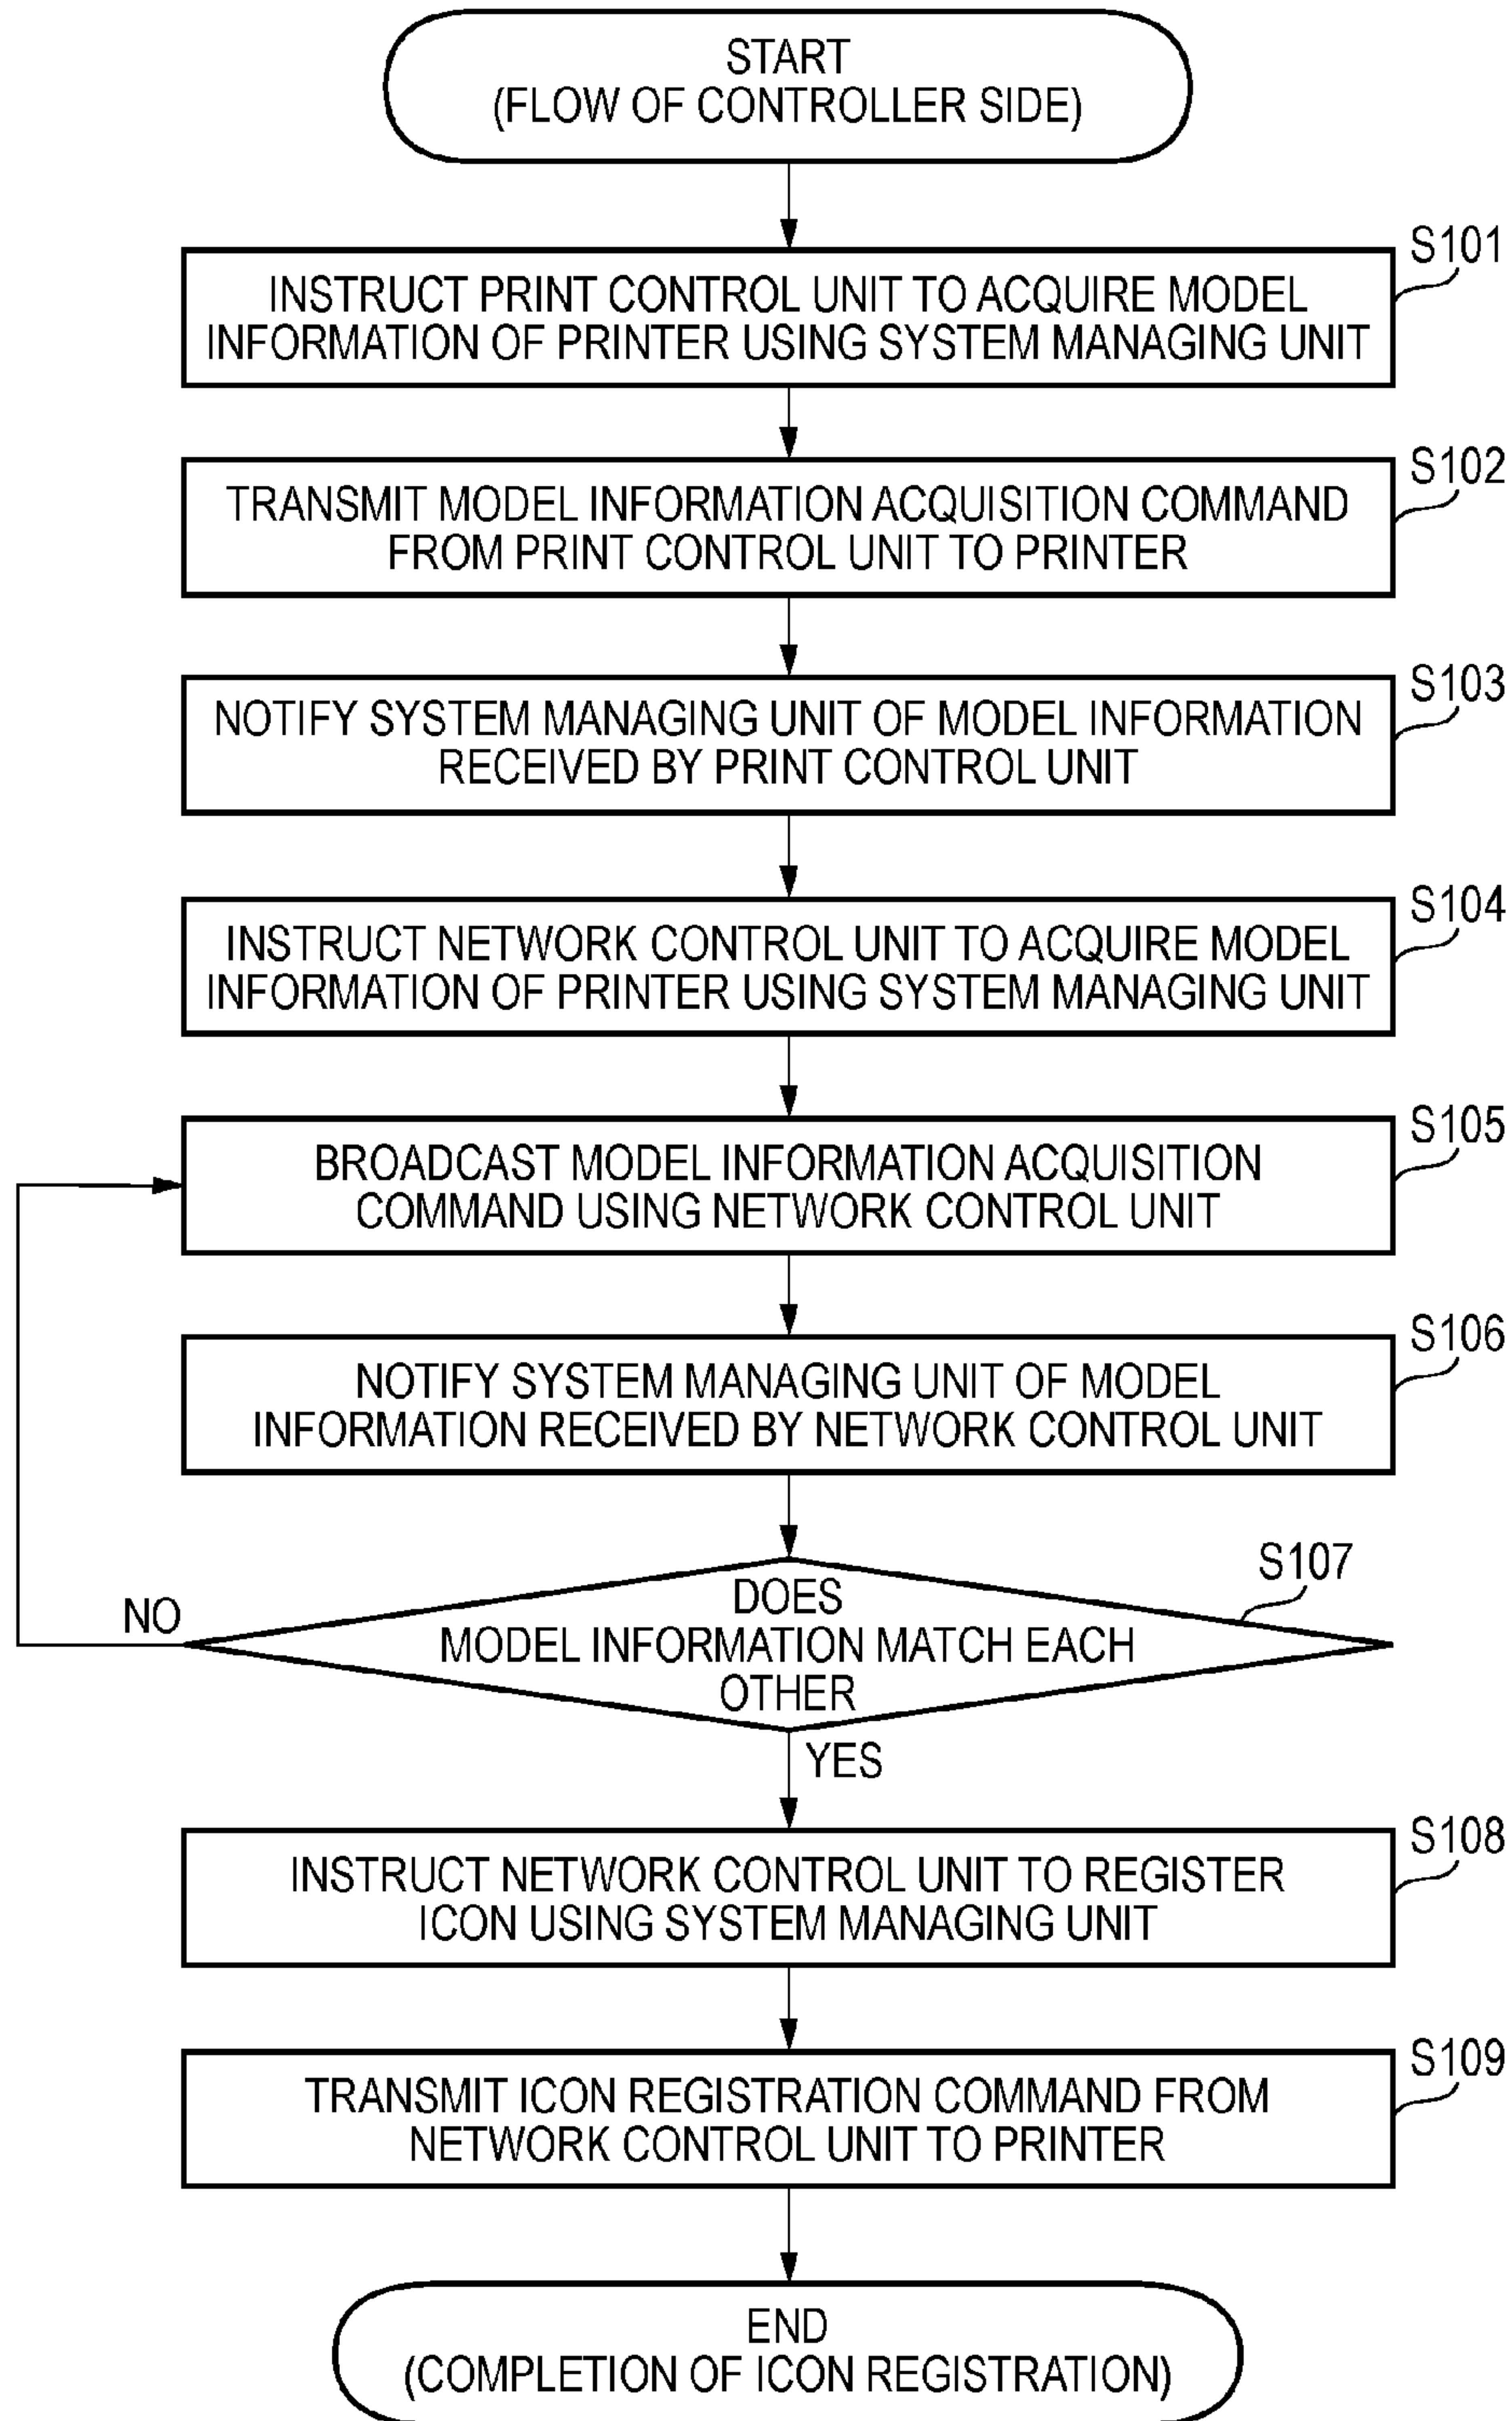 START
(FLOW OF CONTROLLER SIDE)
S101
INSTRUCT PRINT CONTROL UNIT TO ACQUIRE MODEL
INFORMATION OF PRINTER USING SYSTEM MANAGING UNIT
S102
TRANSMIT MODEL INFORMATION ACQUISITION COMMAND
FROM PRINT CONTROL UNIT TO PRINTER
S103
NOTIFY SYSTEM MANAGING UNIT OF MODEL INFORMATION
RECEIVED BY PRINT CONTROL UNIT
S104
INSTRUCT NETWORK CONTROL UNIT TO ACQUIRE MODEL
INFORMATION OF PRINTER USING SYSTEM MANAGING UNIT
S105
BROADCAST MODEL INFORMATION ACQUISITION
COMMAND USING NETWORK CONTROL UNIT
S106
NOTIFY SYSTEM MANAGING UNIT OF MODEL
INFORMATION RECEIVED BY NETWORK CONTROL UNIT
S107
DOES
MODEL INFORMATION MATCH EACH
OTHER
NO
YES
S108
INSTRUCT NETWORK CONTROL UNIT TO REGISTER
ICON USING SYSTEM MANAGING UNIT
S109
TRANSMIT ICON REGISTRATION COMMAND FROM
NETWORK CONTROL UNIT TO PRINTER
END
(COMPLETION OF ICON REGISTRATION)